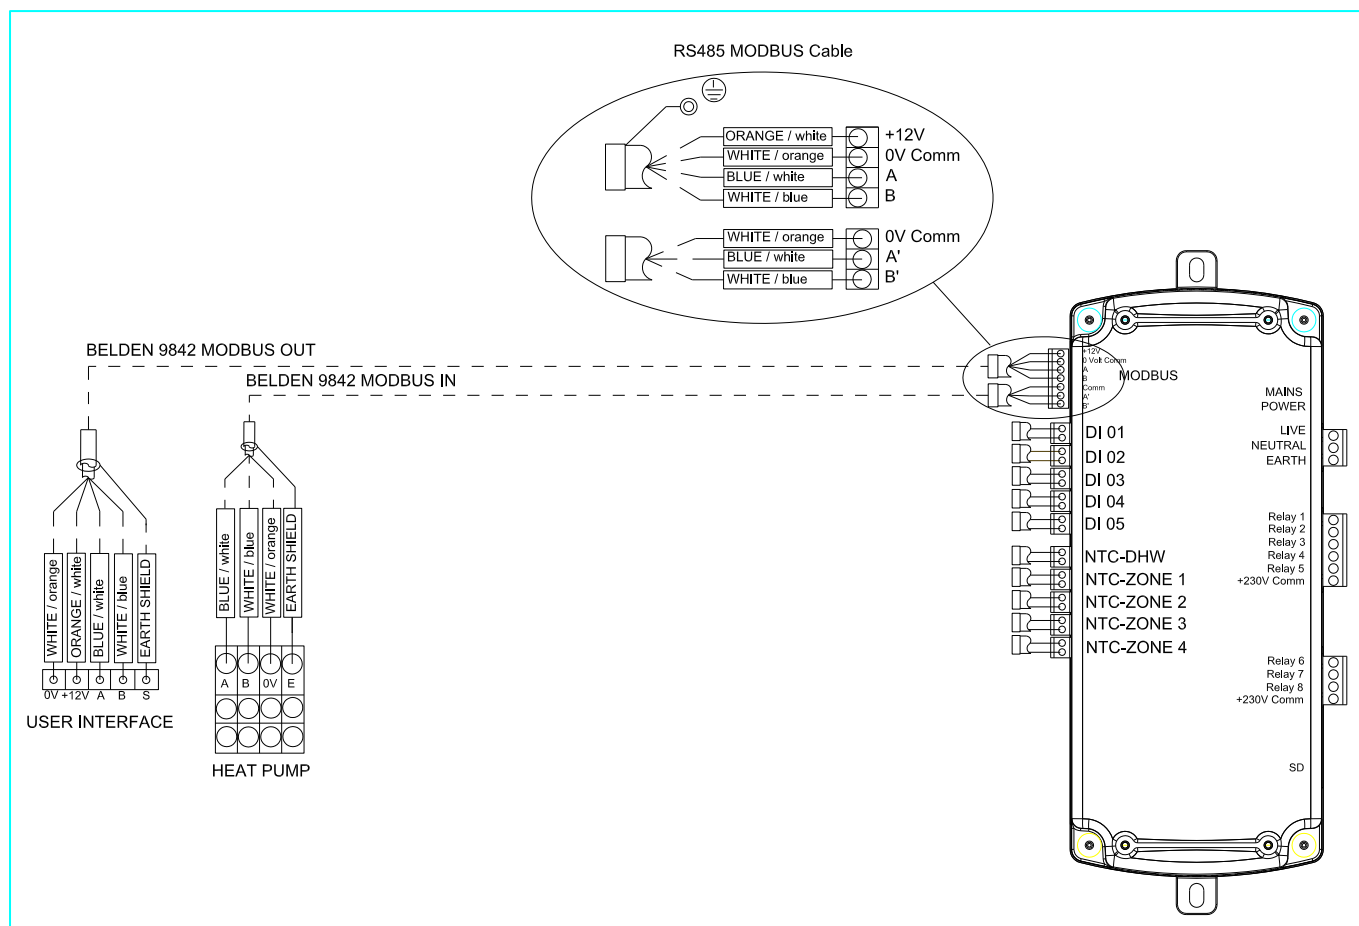 RS485 MODBUS Cable
ORANGE / white
+12V
WHITE / orange
0V Comm
BLUE / white
A
WHITE / blue
B
WHITE / orange
0V Comm
BLUE / white
A'
WHITE / blue
B'
BELDEN 9842 MODBUS OUT
BELDEN 9842 MODBUS IN
+12V
0 Volt Comm
A
B
Comm
A'
B'
MODBUS
MAINS
POWER
LIVE
NEUTRAL
EARTH
DI 01
DI 02
DI 03
DI 04
DI 05
Relay 1
Relay 2
Relay 3
Relay 4
Relay 5
+230V Comm
NTC-DHW
NTC-ZONE 1
NTC-ZONE 2
NTC-ZONE 3
NTC-ZONE 4
Relay 6
Relay 7
Relay 8
+230V Comm
SD
WHITE / orange
ORANGE / white
BLUE / white
WHITE / blue
EARTH SHIELD
0V +12V A B S
USER INTERFACE
BLUE / white
WHITE / blue
WHITE / orange
EARTH SHIELD
A B 0V E
HEAT PUMP